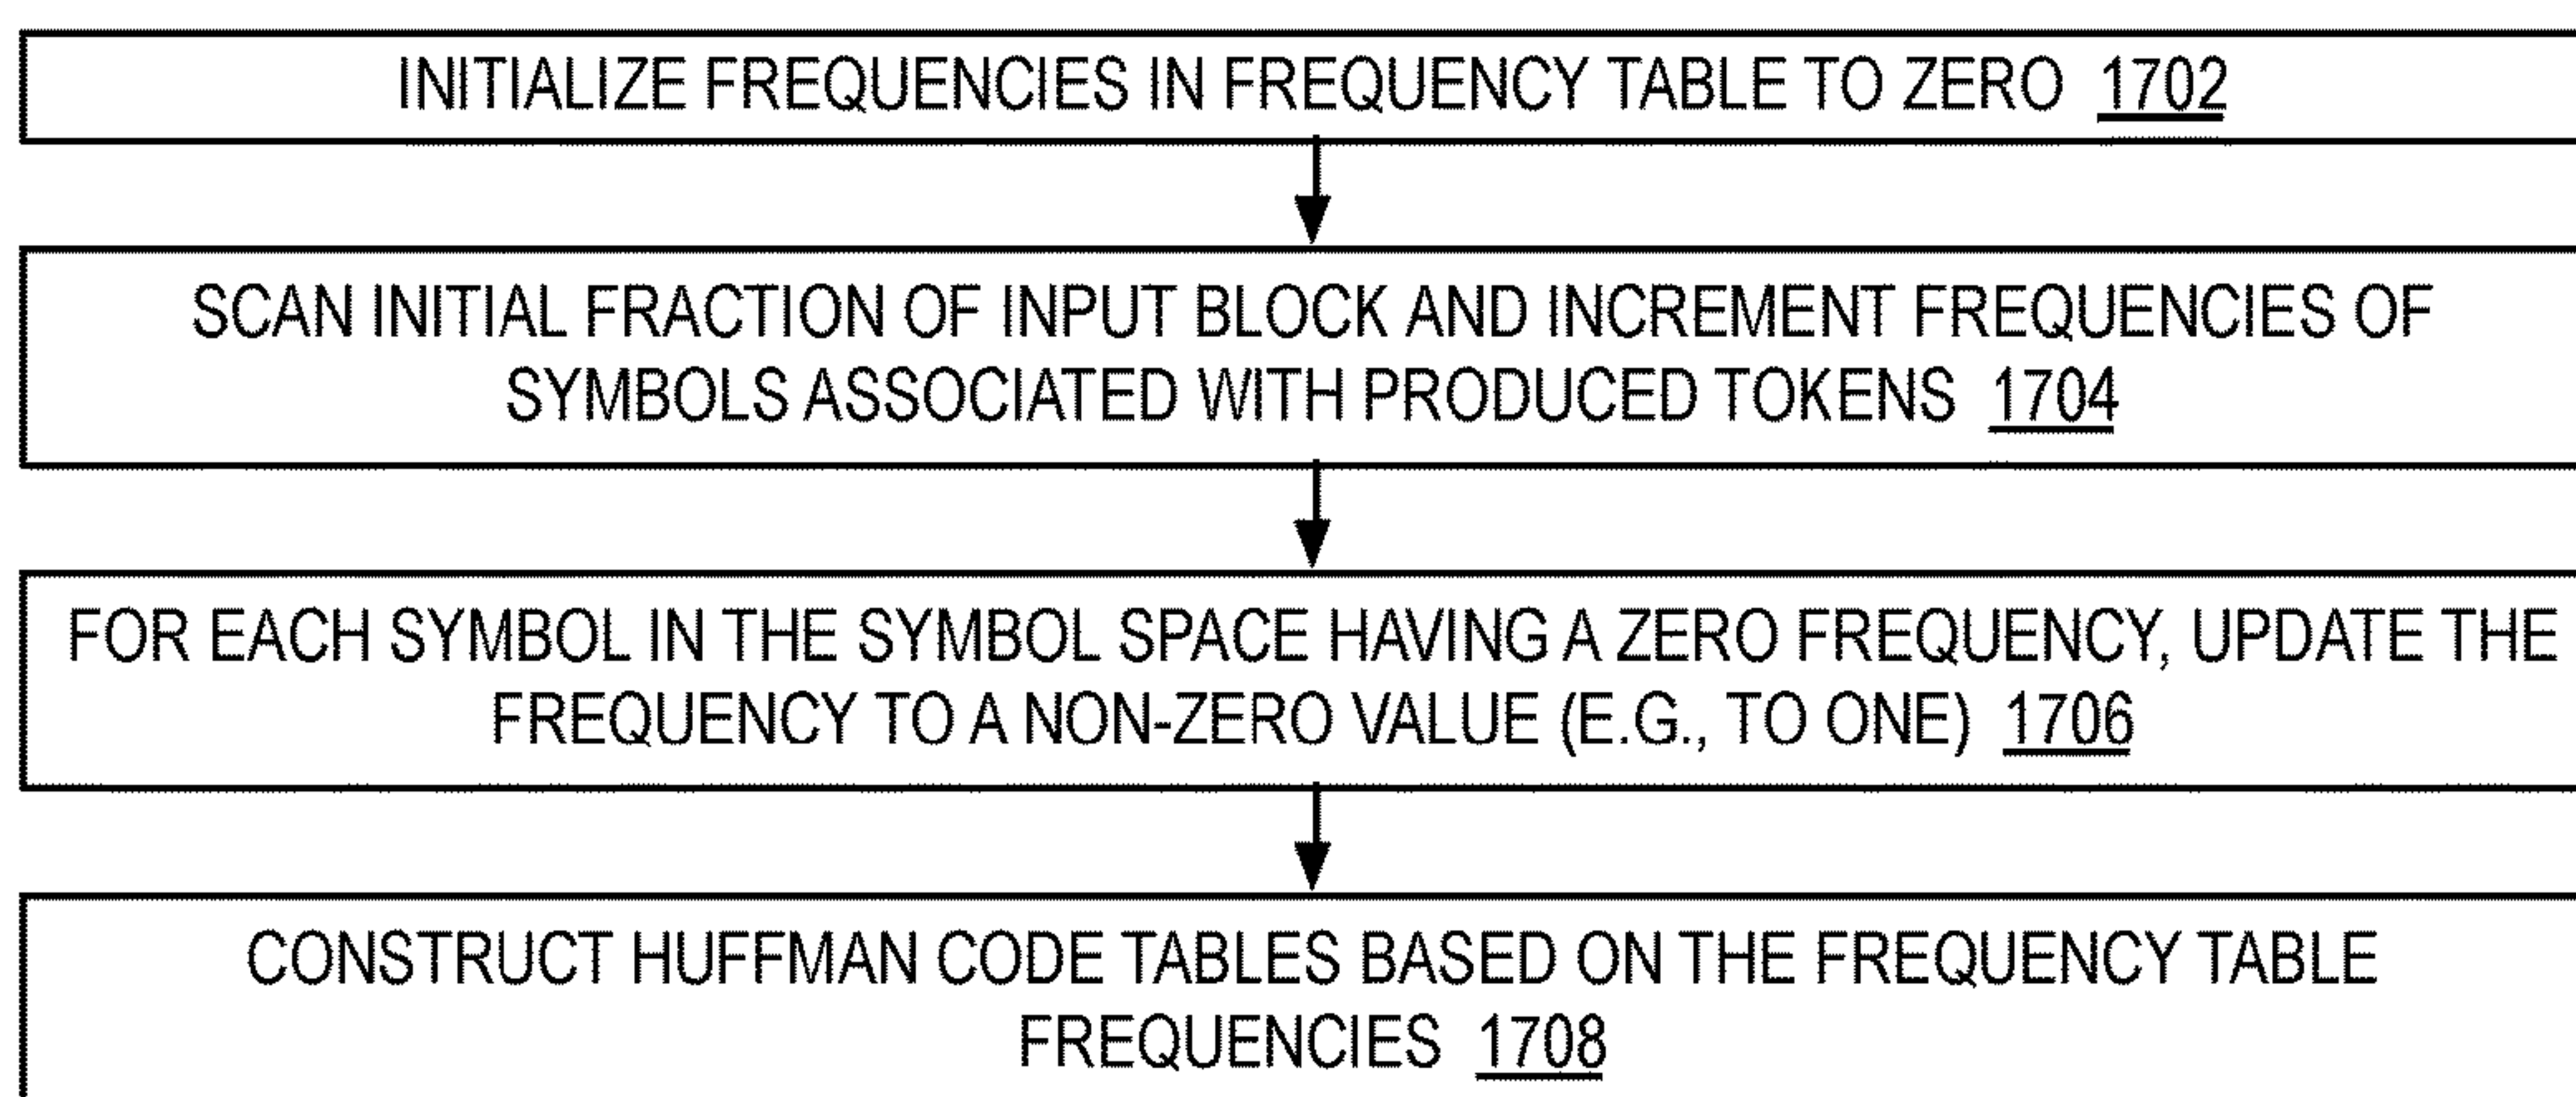 INITIALIZE FREQUENCIES IN FREQUENCY TABLE TO ZERO 1702
SCAN INITIAL FRACTION OF INPUT BLOCK AND INCREMENT FREQUENCIES OF
SYMBOLS ASSOCIATED WITH PRODUCED TOKENS 1704
FOR EACH SYMBOL IN THE SYMBOL SPACE HAVING A ZERO FREQUENCY, UPDATE THE
FREQUENCY TO A NON-ZERO VALUE (E.G., TO ONE) 1706
CONSTRUCT HUFFMAN CODE TABLES BASED ON THE FREQUENCY TABLE
FREQUENCIES 1708